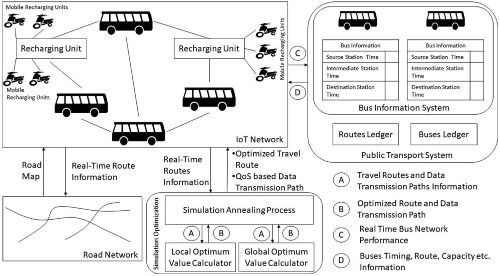 Mobile Recharging Units
Recharging Unit
Recharging Unit
Mobile Recharging Units
Mobile Recharging
Units
IoT Network
Road
Map
Real-Time Route
Information
Real-Time
Routes
Information
•Optimized Travel
Route
•QoS based Data
Transmission Path
Road Network
Simulation Optimization
Simulation Annealing Process
A
B
A
B
Local Optimum
Value Calculator
Global Optimum
Value Calculator
C
D
Bus Information
Source Station Time
Intermediate Station
Time
Destination Station
Time
Bus Information
Source Station Time
Intermediate Station
Time
Destination Station
Time
Bus Information System
Routes Ledger
Buses Ledger
Public Transport System
A
Travel Routes and Data
Transmission Paths Information
B
Optimized Route and Data
Transmission Path
C
Real Time Bus Network
Performance
D
Buses Timing, Route, Capacity etc.
Information